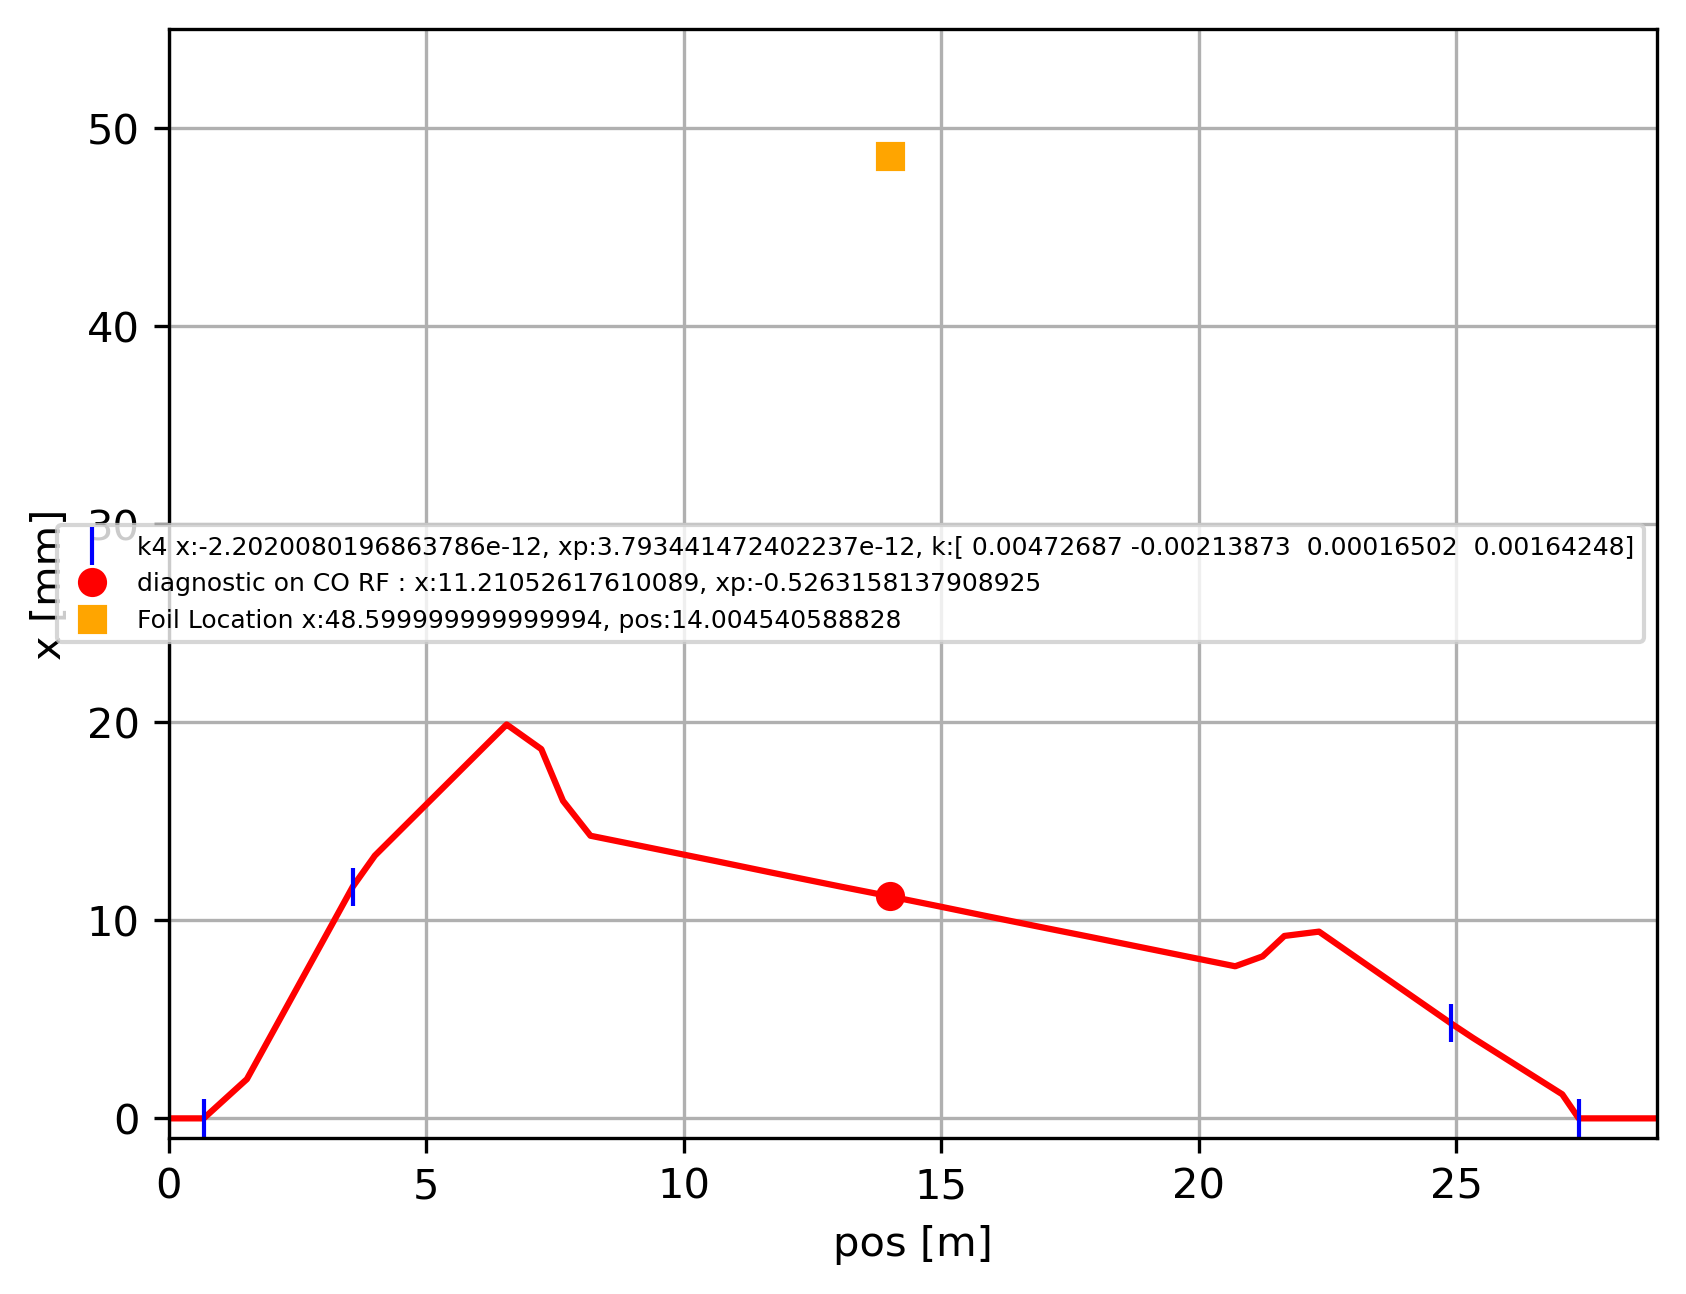 50
40
30
20
10
0
x [mm]
k4 x:-2.2020080196863786e-12, xp:3.793441472402237e-12, k:[ 0.00472687 -0.00213873  0.00016502  0.00164248]
diagnostic on CO RF : x:11.21052617610089, xp:-0.5263158137908925
Foil Location x:48.599999999999994, pos:14.004540588828
0 5 10 15 20 25
pos [m]